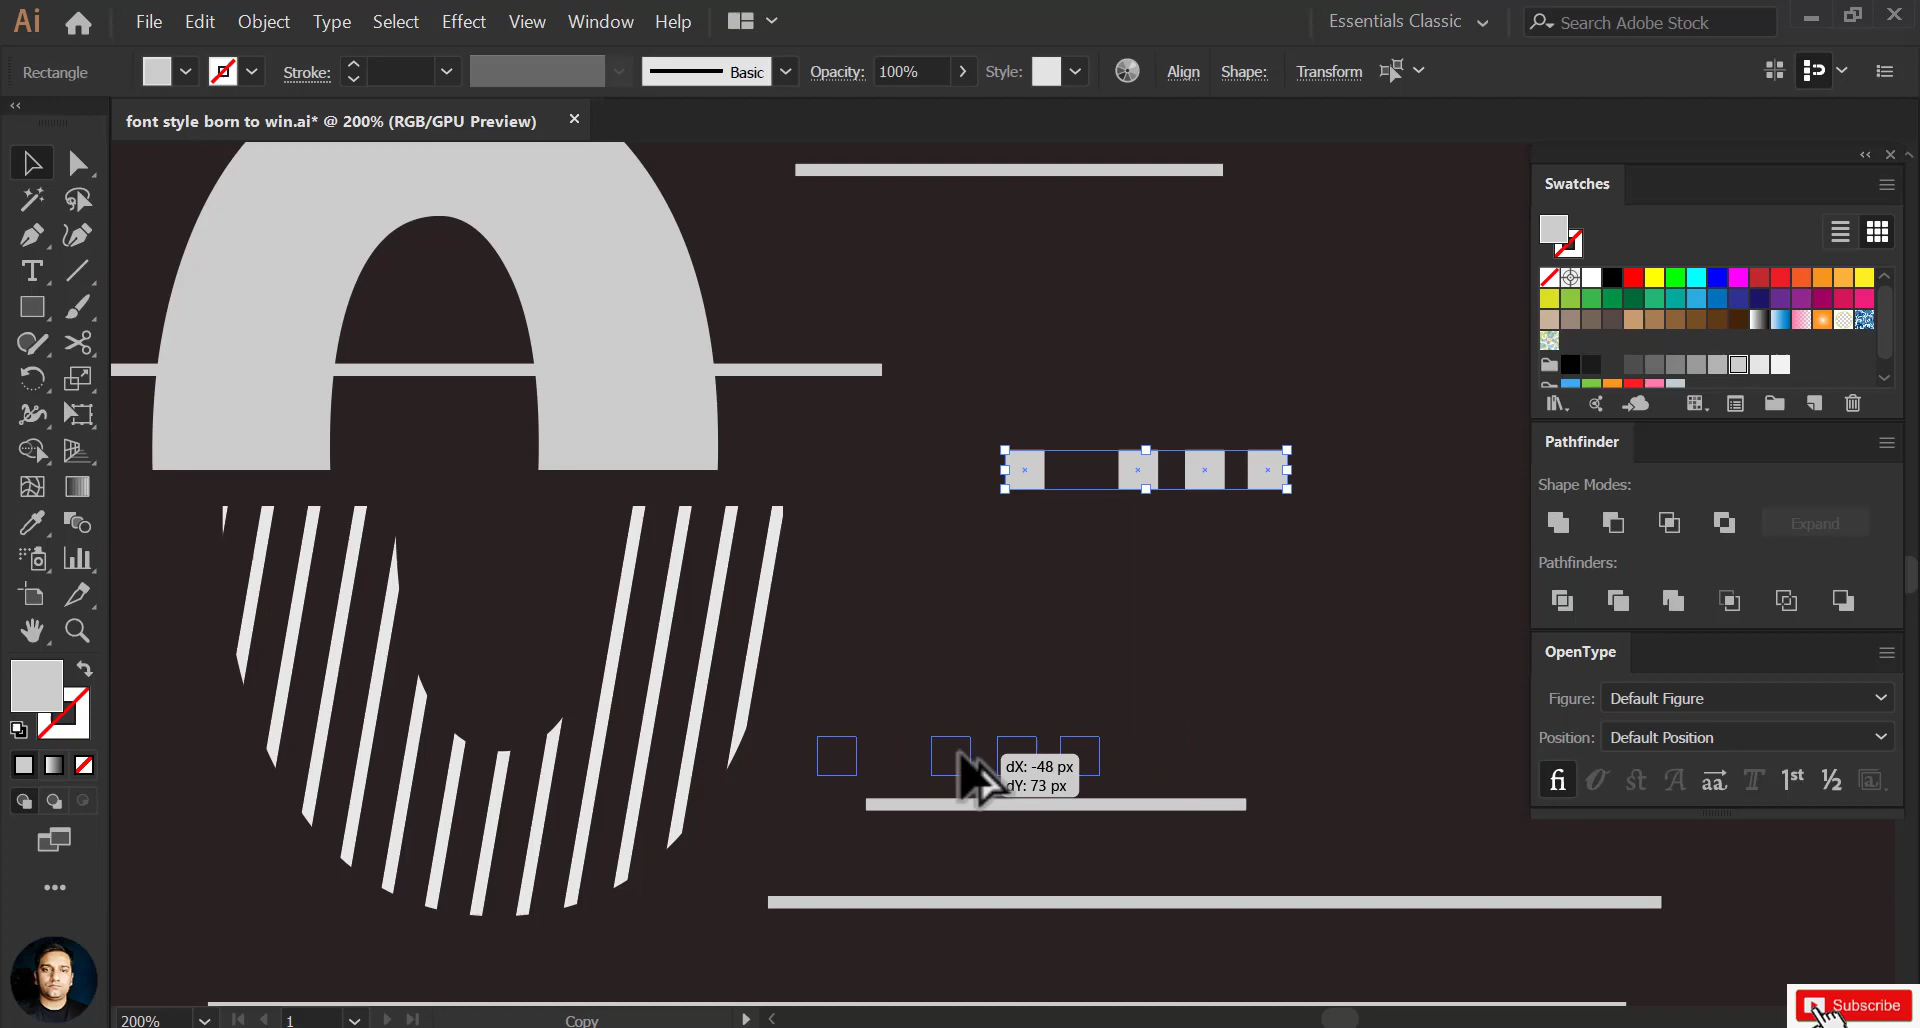 Ai File Edit Object Type Select Effect View Window Help Essentials Classic Search Adobe Stock
Rectangle Stroke: Basic Opacity: 100% Style: Align Shape: Transform
font style born to win.ai* @ 200% (RGB/GPU Preview)
Swatches
Pathfinder
Shape Modes:
Expand
Pathfinders:
OpenType
Figure: Default Figure
Position: Default Position
dX: -48 px
dY: 73 px
200% 1 Copy
Subscribe